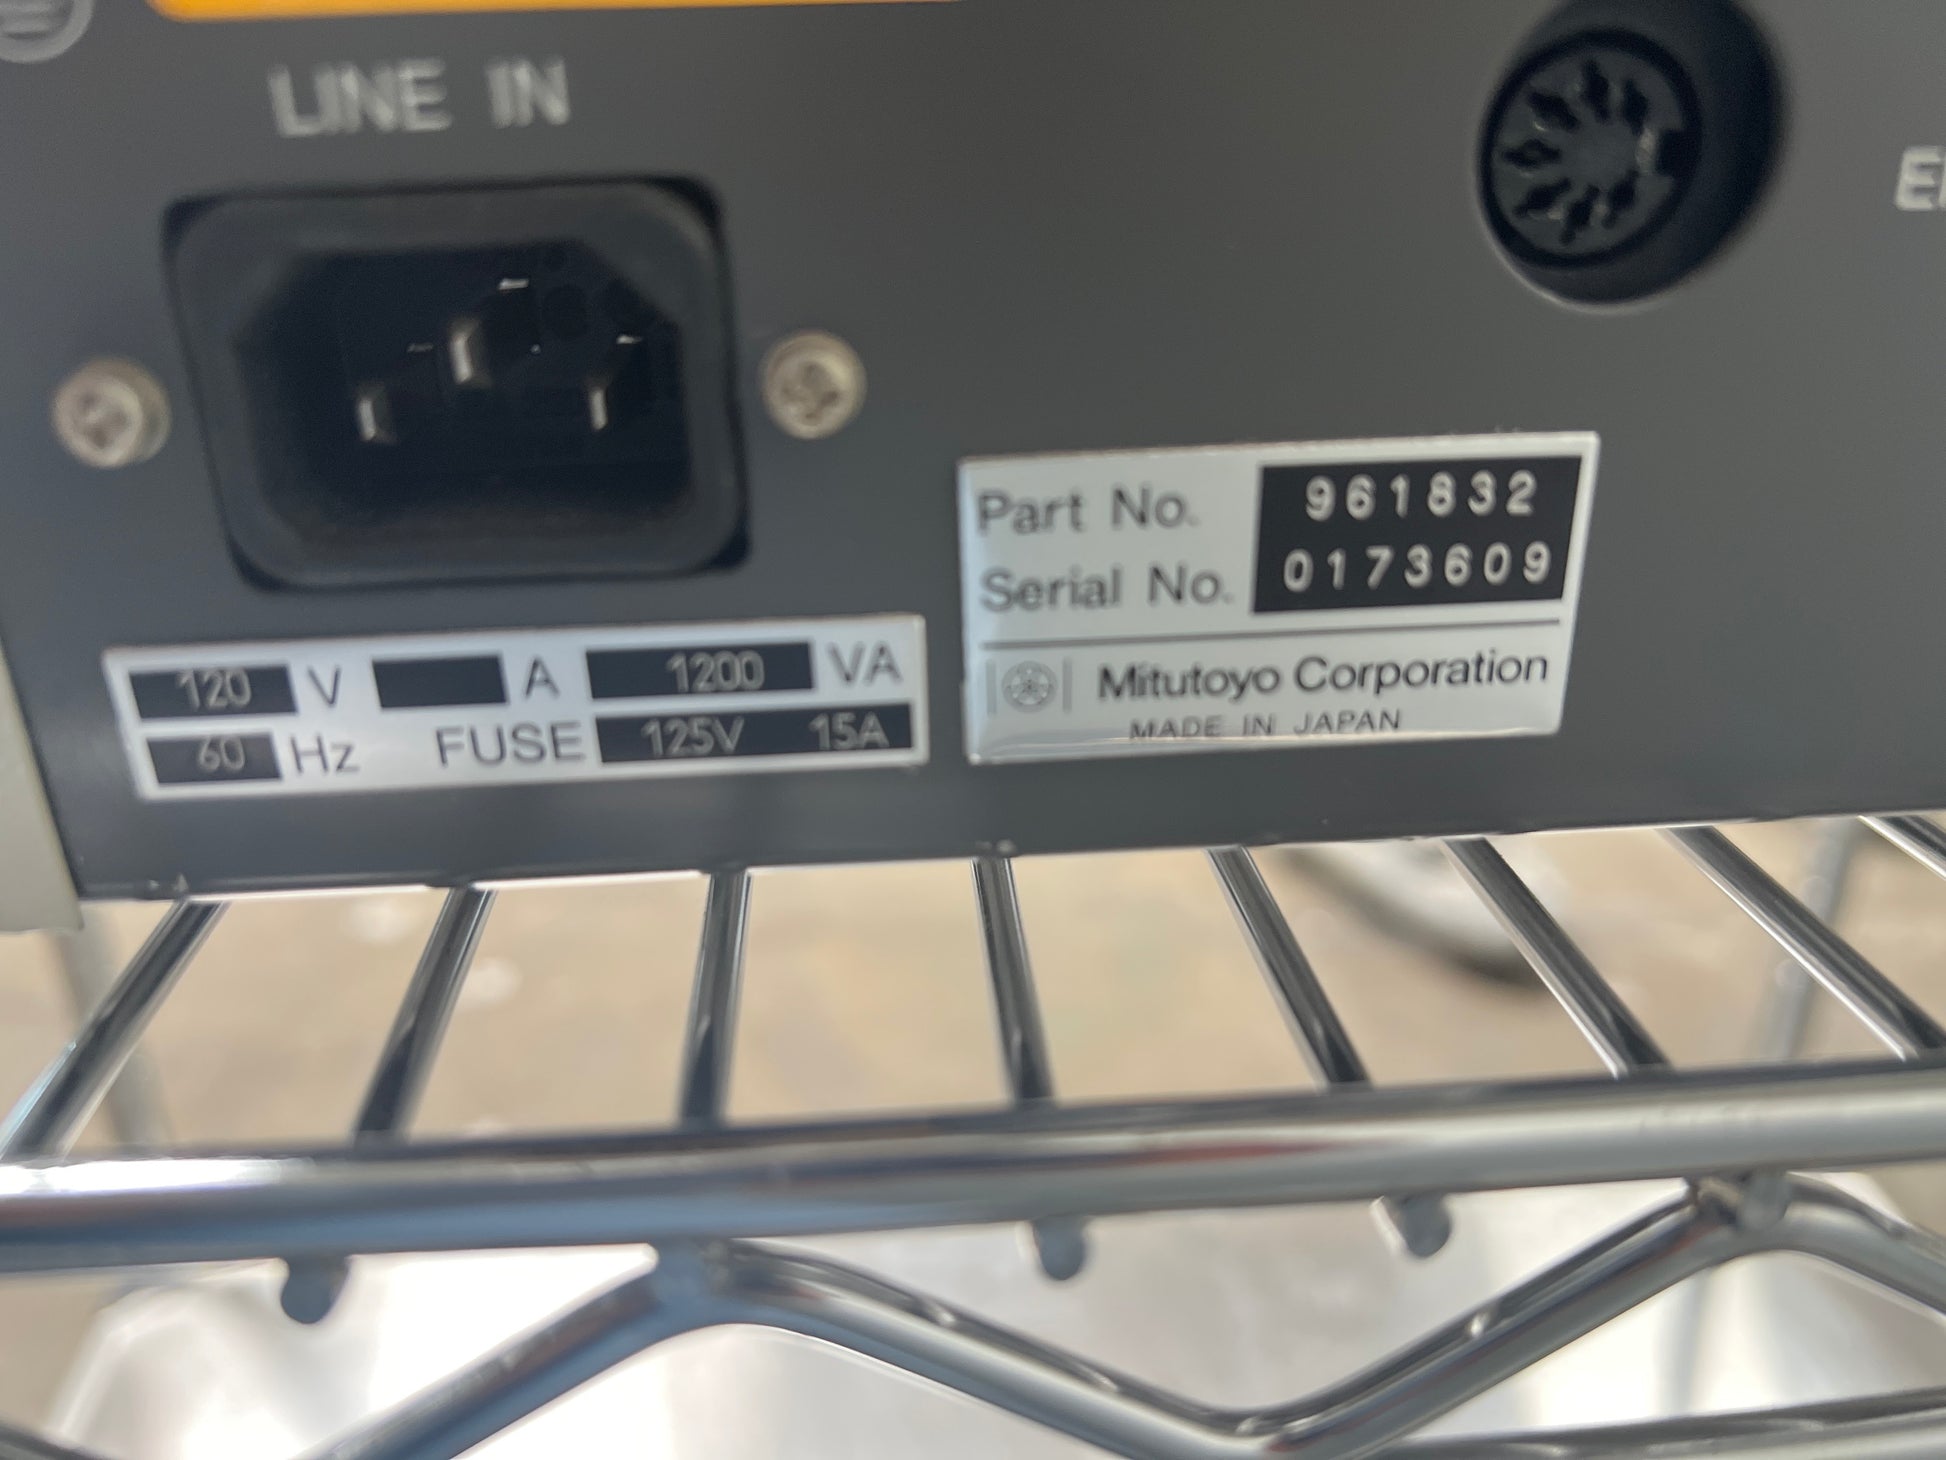 LINE IN
Part No. 961832
Serial No. 0173609
Mitutoyo Corporation
MADE IN JAPAN
120 V A 1200 VA
60 Hz FUSE 125V 15A